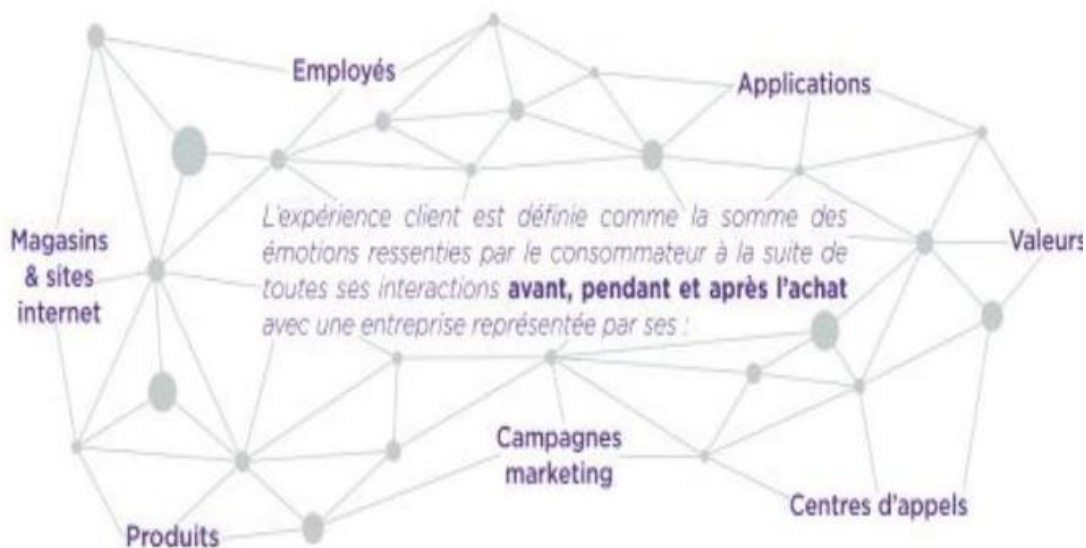 Employés
Applications
L'expérience client est définie comme la somme des
émotions ressenties par le consommateur à la suite de
toutes ses interactions avant, pendant et après l'achat
avec une entreprise représentée par ses :
Magasins
& sites
internet
Valeurs
Campagnes
marketing
Centres d'appels
Produits